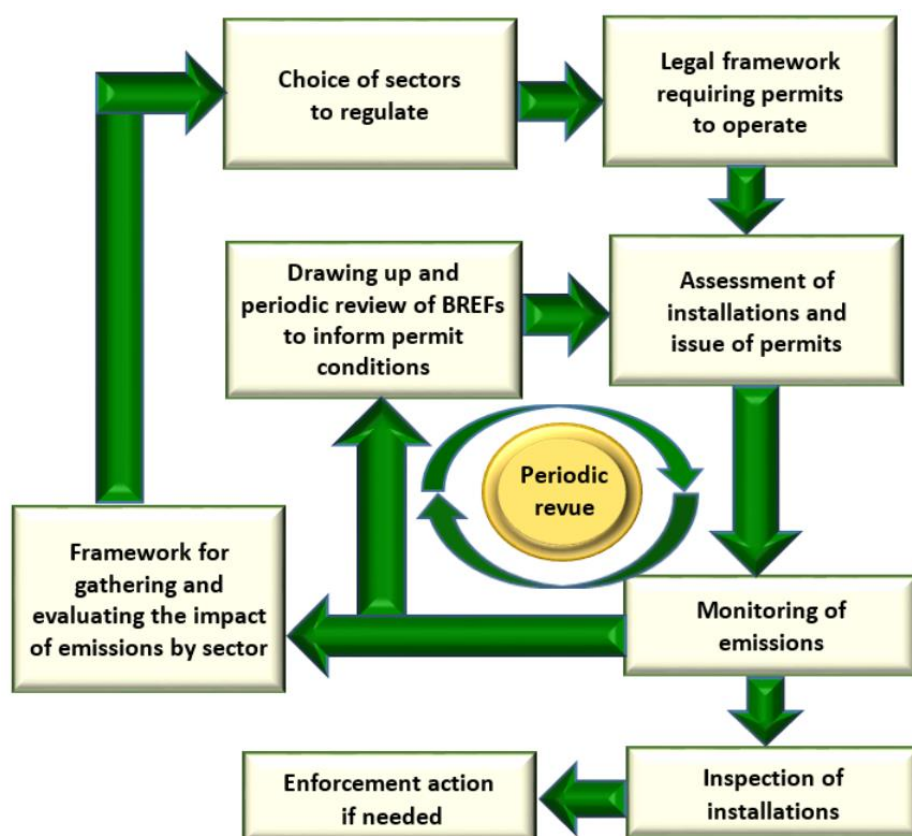 Choice of sectors
to regulate
Legal framework
requiring permits
to operate
Drawing up and
periodic review of BREFs
to inform permit
conditions
Assessment of
installations and
issue of permits
Periodic
revue
Framework for
gathering and
evaluating the impact
of emissions by sector
Monitoring of
emissions
Enforcement action
if needed
Inspection of
installations